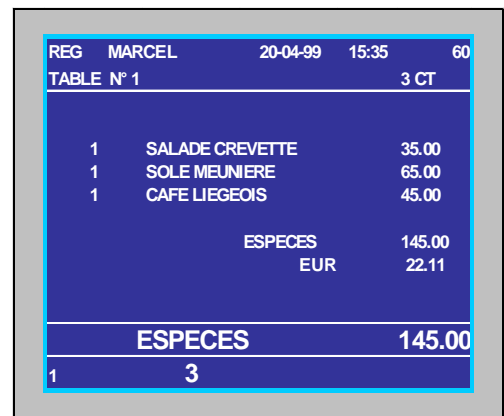 REG MARCEL 20-04-99 15:35 60
TABLE N° 1 3 CT
1 SALADE CREVETTE 35.00
1 SOLE MEUNIERE 65.00
1 CAFE LIEGEOIS 45.00
ESPECES 145.00
EUR 22.11
ESPECES 145.00
1 3